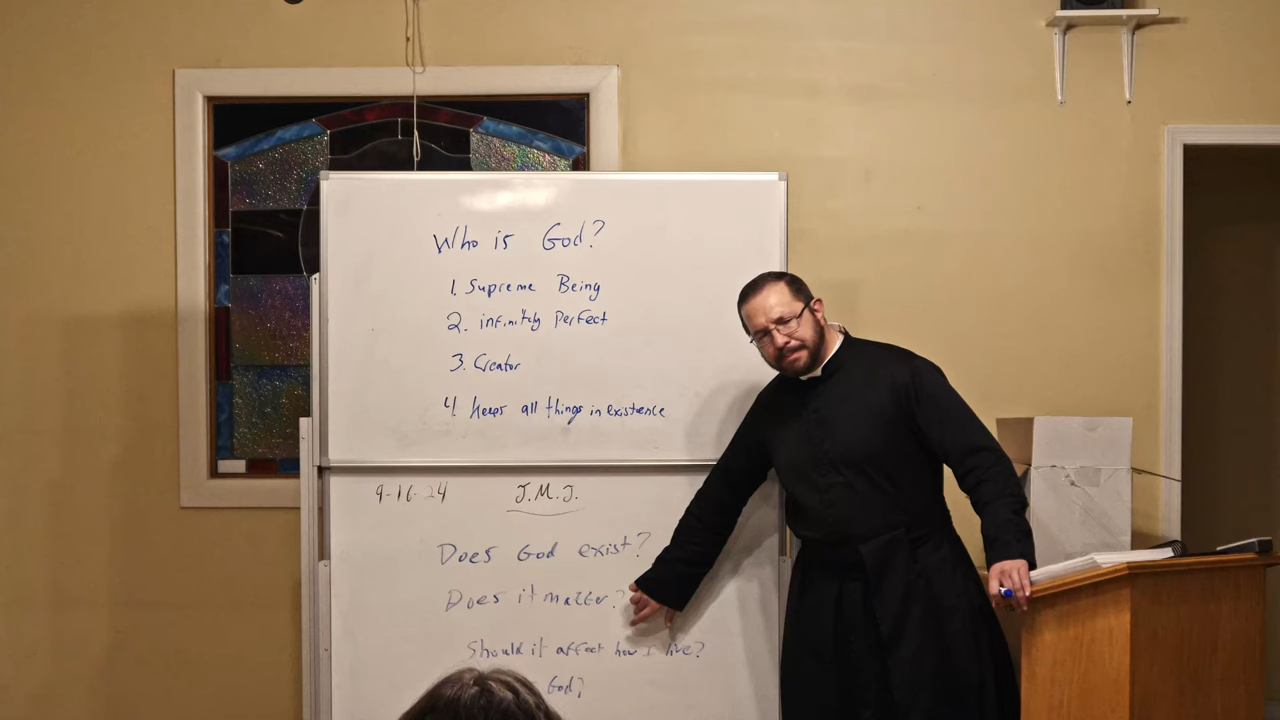 Who is God?
1. Supreme Being
2. infinitely Perfect
3. Creator
4. keeps all things in existence
9-16-24 J.M.J.
Does God exist?
Does it matter?
Should it affect how I live?
God?